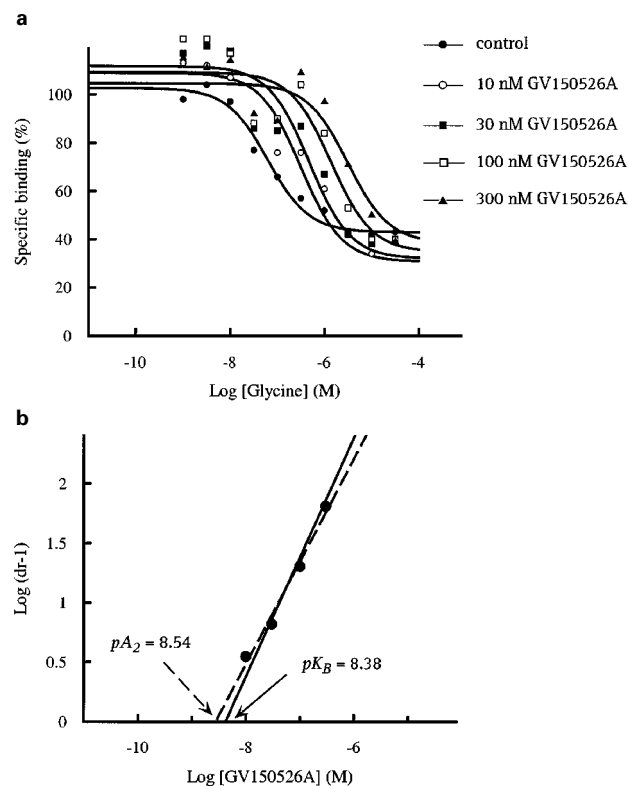 a
Specific binding (%)
100
80
60
40
20
0
-10
-8
-6
-4
Log [Glycine] (M)
control
10 nM GV150526A
30 nM GV150526A
100 nM GV150526A
300 nM GV150526A
b
Log (dr-1)
2
1.5
1
0.5
0
pA2 = 8.54
pKB = 8.38
-10
-8
-6
Log [GV150526A] (M)